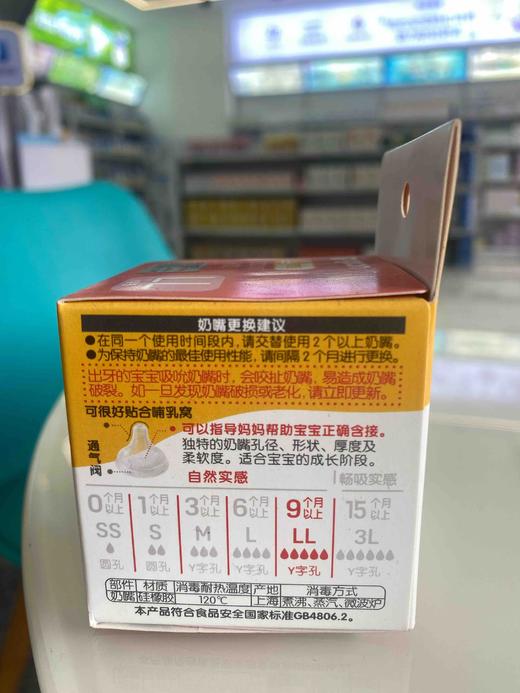 奶嘴更换建议
●在同一个使用时间段内,请交替使用2个以上奶嘴。
●为保持奶嘴的最佳使用性能,请间隔2个月进行更换。
出牙的宝宝吸吮奶嘴时,会咬扯奶嘴,易造成奶嘴
破裂。如一旦发现奶嘴破损或老化,请立即更新。
可很好贴合哺乳窝
通气阀
●可以指导妈妈帮助宝宝正确含接。
独特的奶嘴孔径、形状、厚度及
柔软度。适合宝宝的成长阶段。
自然实感 畅吸实感
0个月以上 1个月以上 3个月以上 6个月以上 9个月以上 15个月以上
SS S M L LL 3L
圆孔 圆孔 Y字孔 Y字孔 Y字孔 Y字孔
部件 材质 消毒耐热温度 产地 消毒方式
奶嘴 硅橡胶 120℃ 上海 煮沸、蒸汽、微波炉
本产品符合食品安全国家标准GB4806.2。